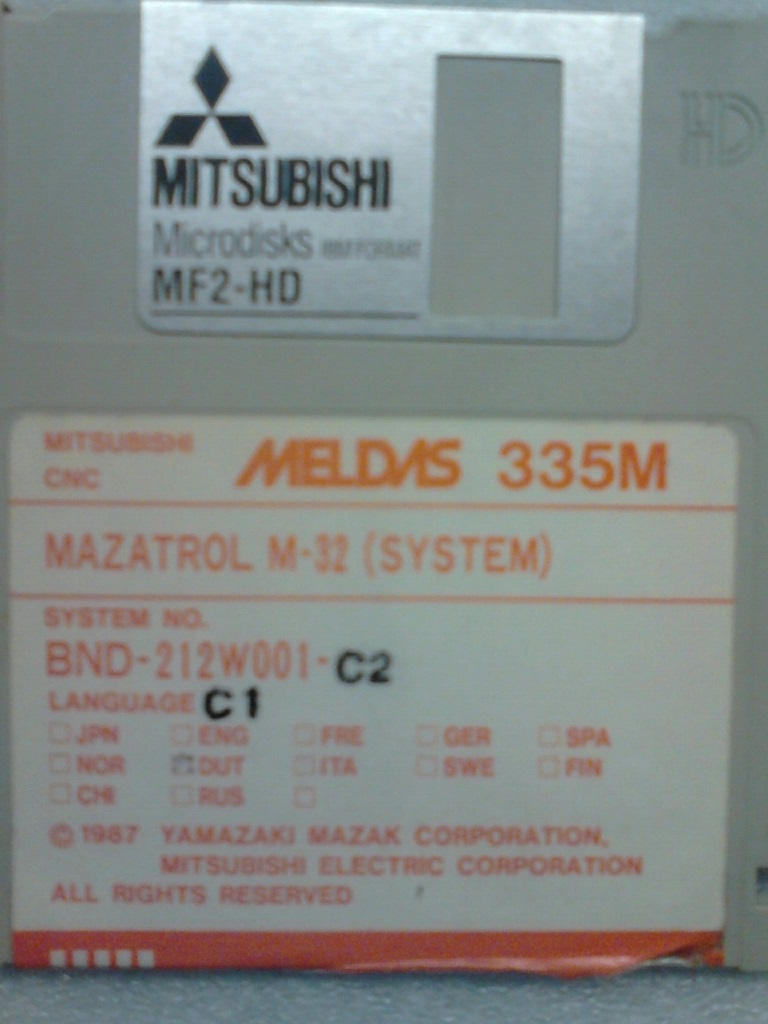 MITSUBISHI
Microdisks IBM FORMAT
MF2-HD
HD
MITSUBISHI
CNC
MELDAS 335M
MAZATROL M-32 (SYSTEM)
SYSTEM NO.
BND-212W001-C2
LANGUAGE C1
JPN ENG FRE GER SPA
NOR DUT ITA SWE FIN
CHI RUS
© 1987 YAMAZAKI MAZAK CORPORATION,
MITSUBISHI ELECTRIC CORPORATION
ALL RIGHTS RESERVED